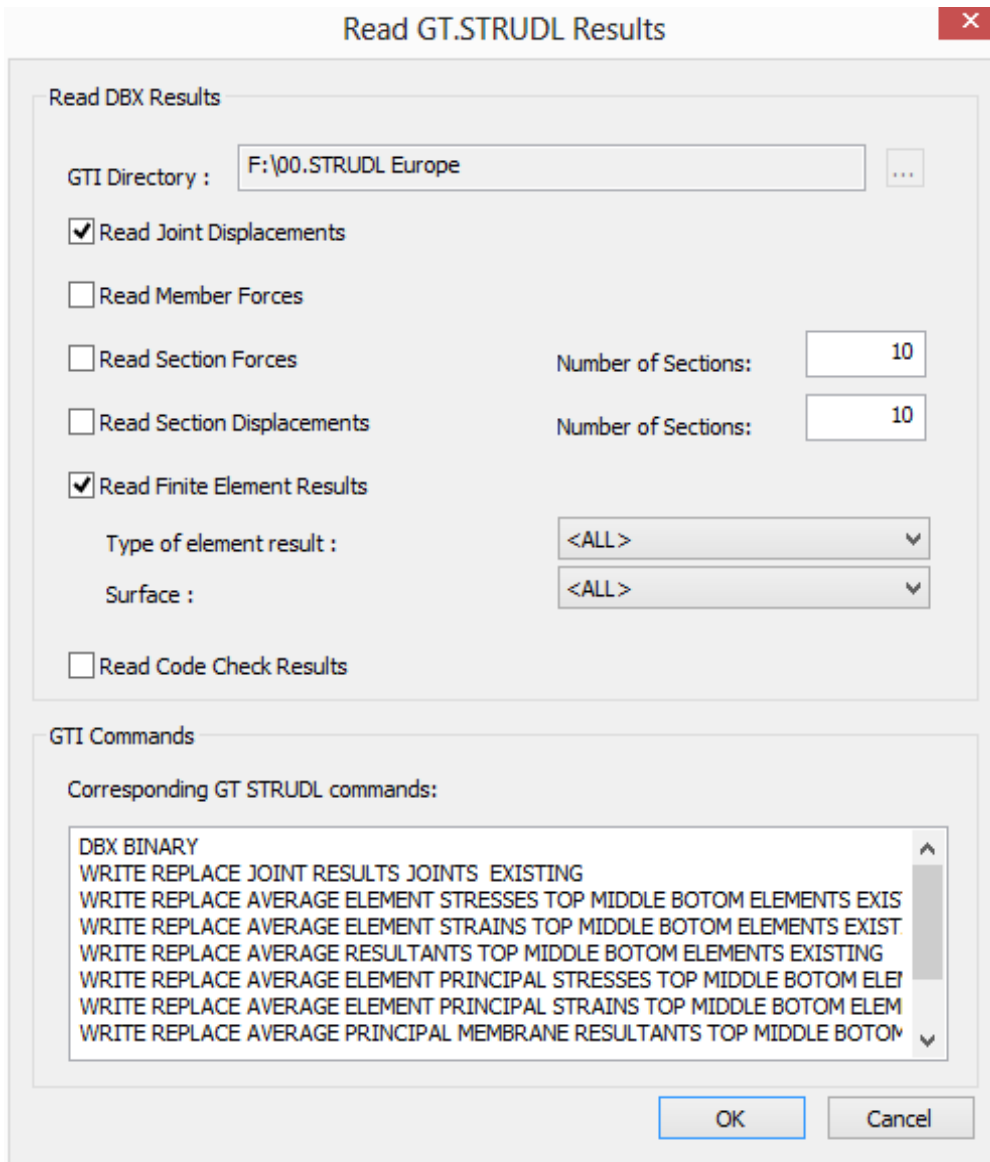 Read GT.STRUDL Results
Read DBX Results
GTI Directory :
F:\00.STRUDL Europe
...
Read Joint Displacements
Read Member Forces
Read Section Forces
Number of Sections:
10
Read Section Displacements
Number of Sections:
10
Read Finite Element Results
Type of element result :
<ALL>
Surface :
<ALL>
Read Code Check Results
GTI Commands
Corresponding GT STRUDL commands:
DBX BINARY
WRITE REPLACE JOINT RESULTS JOINTS  EXISTING
WRITE REPLACE AVERAGE ELEMENT STRESSES TOP MIDDLE BOTOM ELEMENTS EXIS
WRITE REPLACE AVERAGE ELEMENT STRAINS TOP MIDDLE BOTOM ELEMENTS EXIST
WRITE REPLACE AVERAGE RESULTANTS TOP MIDDLE BOTOM ELEMENTS EXISTING
WRITE REPLACE AVERAGE ELEMENT PRINCIPAL STRESSES TOP MIDDLE BOTOM ELE
WRITE REPLACE AVERAGE ELEMENT PRINCIPAL STRAINS TOP MIDDLE BOTOM ELEM
WRITE REPLACE AVERAGE PRINCIPAL MEMBRANE RESULTANTS TOP MIDDLE BOTOM
OK
Cancel